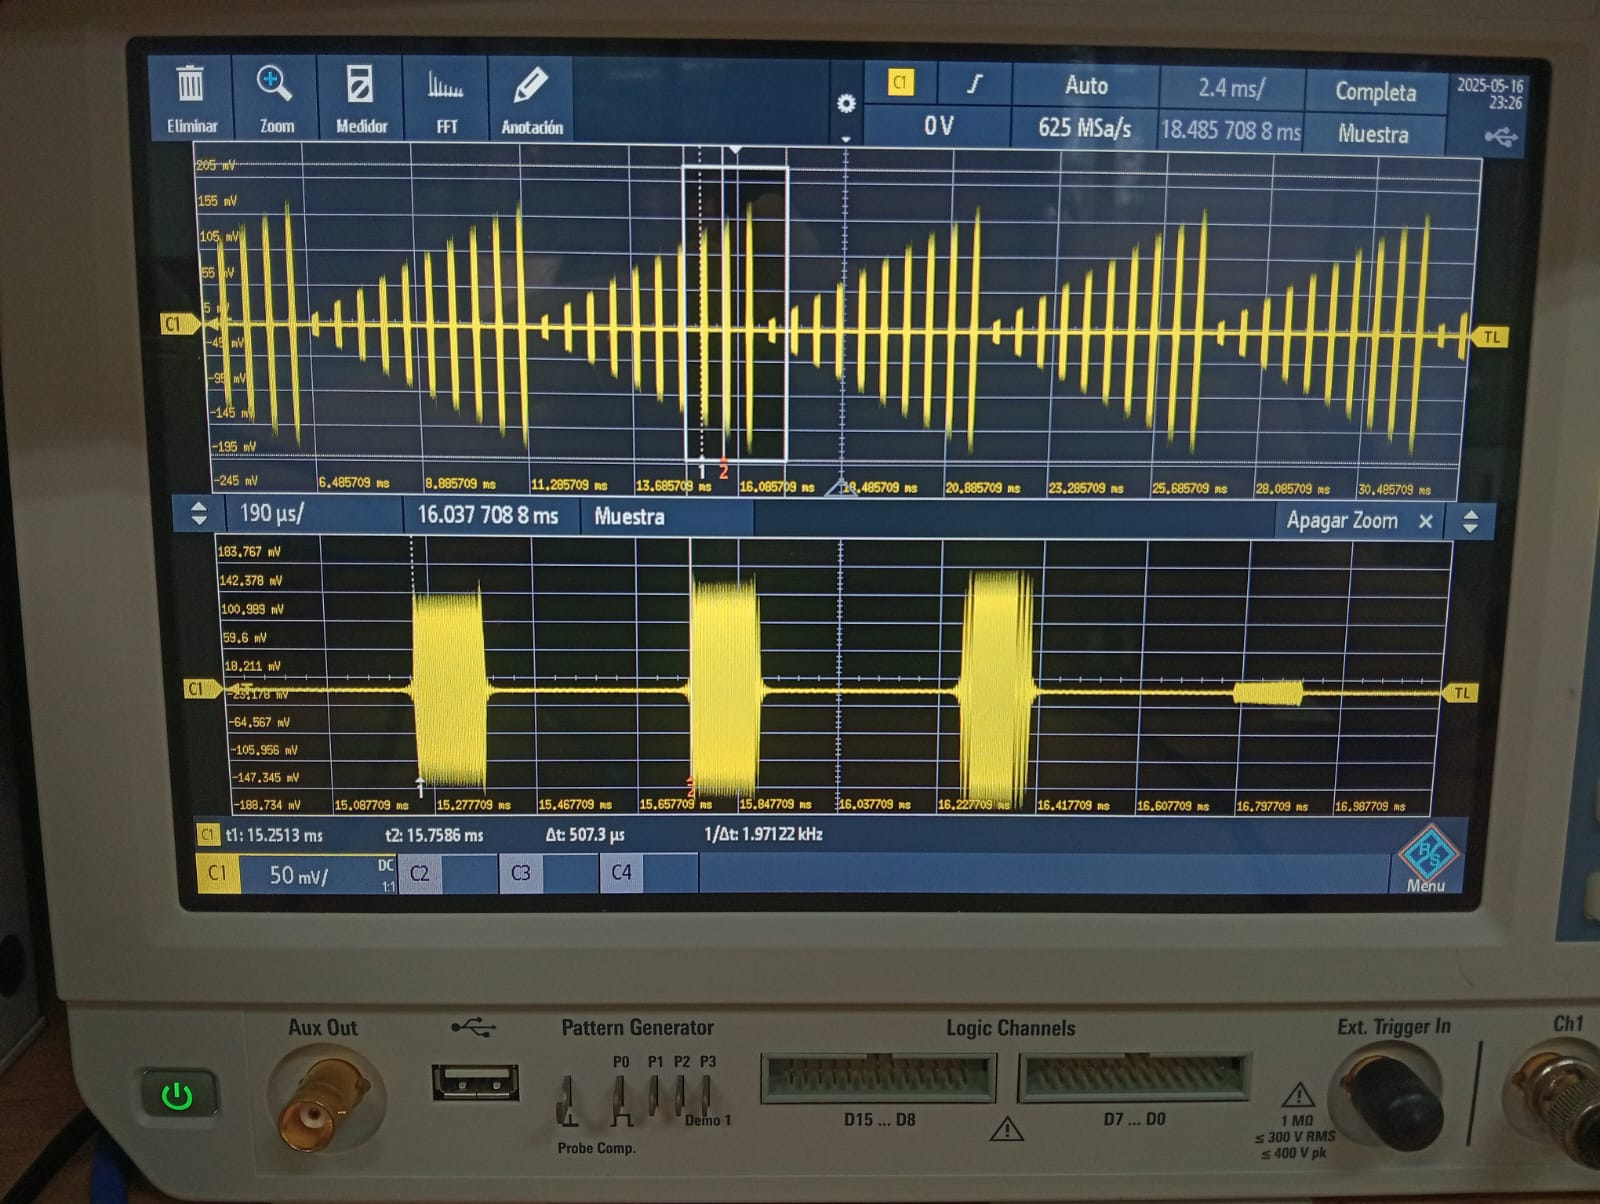 Eliminar
Zoom
Medidor
FFT
Anotación
C1
Auto
2.4 ms/
Completa
2025-05-16
23:26
0 V
625 MSa/s
18.485 708 8 ms
Muestra
205 mV
155 mV
105 mV
55 mV
5 mV
-45 mV
-95 mV
-145 mV
-195 mV
-245 mV
C1
TL
1
2
6.485709 ms
8.885709 ms
11.285709 ms
13.685709 ms
16.085709 ms
18.485709 ms
20.885709 ms
23.285709 ms
25.685709 ms
28.085709 ms
30.485709 ms
190 µs/
16.037 708 8 ms
Muestra
Apagar Zoom
183.767 mV
142.378 mV
100.989 mV
59.6 mV
18.211 mV
-23.178 mV
-64.567 mV
-105.956 mV
-147.345 mV
-188.734 mV
C1
TL
1
2
15.087709 ms
15.277709 ms
15.467709 ms
15.657709 ms
15.847709 ms
16.037709 ms
16.227709 ms
16.417709 ms
16.607709 ms
16.797709 ms
16.987709 ms
C1 t1: 15.2513 ms t2: 15.7586 ms Δt: 507.3 µs 1/Δt: 1.97122 kHz
C1
50 mV/
DC
1:1
C2
C3
C4
R&S
Menu
Aux Out
Pattern Generator
P0 P1 P2 P3
Demo 1
Probe Comp.
Logic Channels
D15 ... D8
D7 ... D0
Ext. Trigger In
1 MΩ
≤ 300 V RMS
≤ 400 V pk
Ch1